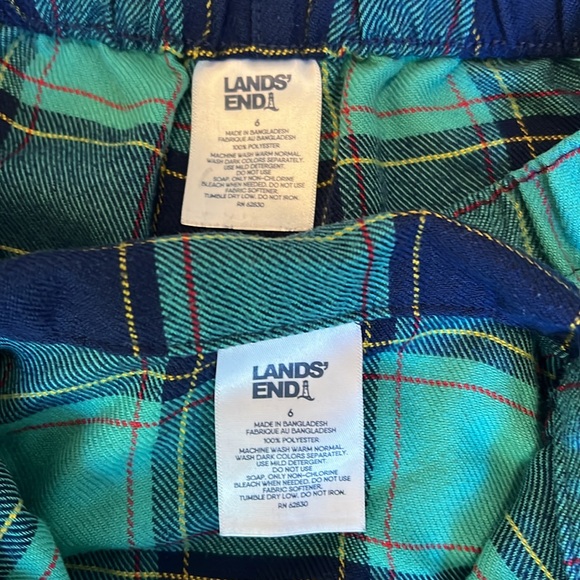 LANDS'
END
6
MADE IN BANGLADESH
FABRIQUE AU BANGLADESH
100% POLYESTER
MACHINE WASH WARM NORMAL.
WASH DARK COLORS SEPARATELY.
USE MILD DETERGENT.
DO NOT USE
SOAP, ONLY NON-CHLORINE
BLEACH WHEN NEEDED, DO NOT USE
FABRIC SOFTENER.
TUMBLE DRY LOW. DO NOT IRON.
RN 62830
LANDS'
END
6
MADE IN BANGLADESH
FABRIQUE AU BANGLADESH
100% POLYESTER
MACHINE WASH WARM NORMAL.
WASH DARK COLORS SEPARATELY.
USE MILD DETERGENT.
DO NOT USE
SOAP, ONLY NON-CHLORINE
BLEACH WHEN NEEDED, DO NOT USE
FABRIC SOFTENER.
TUMBLE DRY LOW. DO NOT IRON.
RN 62830